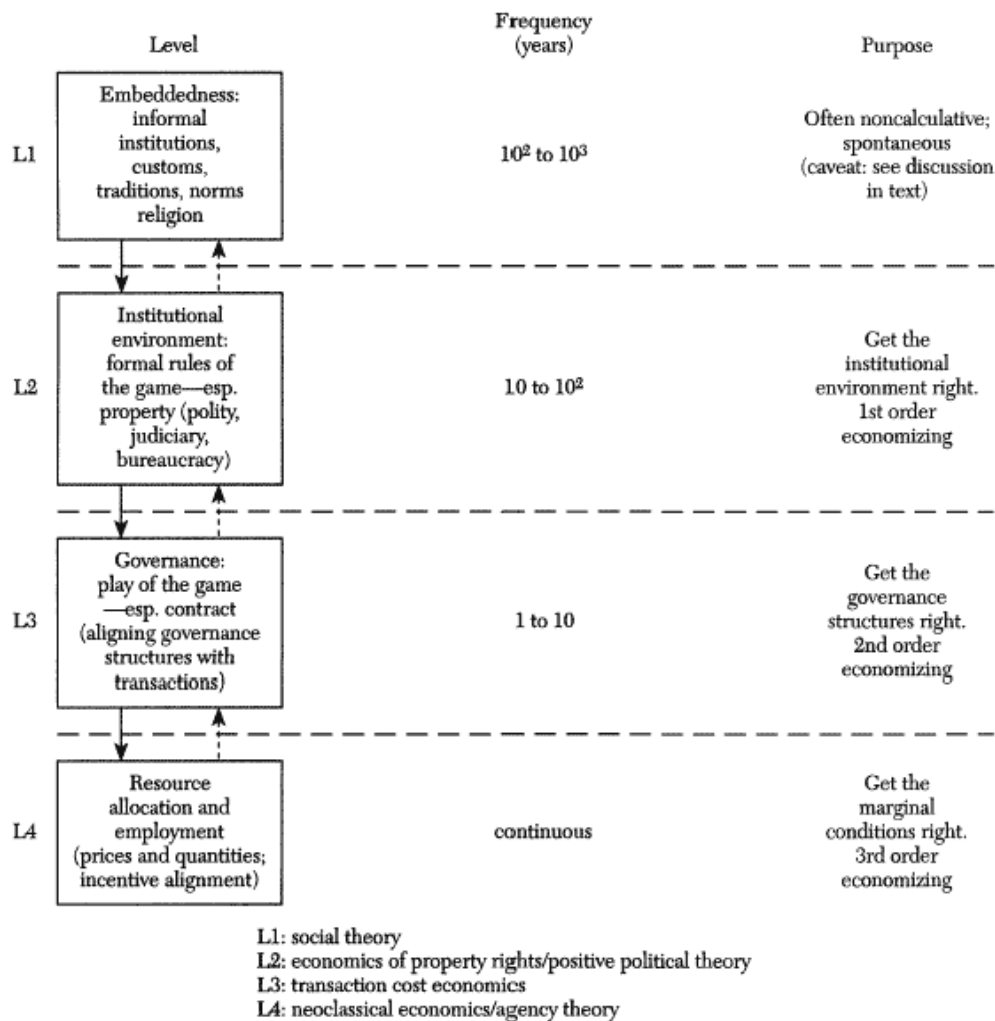 Level
Frequency
(years)
Purpose
L1
Embeddedness:
informal
institutions,
customs,
traditions, norms
religion
10² to 10³
Often noncalculative;
spontaneous
(caveat: see discussion
in text)
L2
Institutional
environment:
formal rules of
the game—esp.
property (polity,
judiciary,
bureaucracy)
10 to 10²
Get the
institutional
environment right.
1st order
economizing
L3
Governance:
play of the game
—esp. contract
(aligning governance
structures with
transactions)
1 to 10
Get the
governance
structures right.
2nd order
economizing
L4
Resource
allocation and
employment
(prices and quantities;
incentive alignment)
continuous
Get the
marginal
conditions right.
3rd order
economizing
L1: social theory
L2: economics of property rights/positive political theory
L3: transaction cost economics
L4: neoclassical economics/agency theory